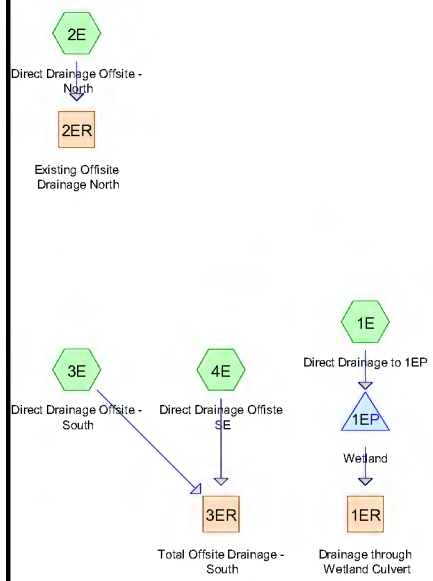 2E
Direct Drainage Offsite -
North
2ER
Existing Offisite
Drainage North
1E
Direct Drainage to 1EP
3E
4E
Direct Drainage Offsite -
South
Direct Drainage Offiste
SE
1EP
Wetland
3ER
1ER
Total Offsite Drainage -
South
Drainage through
Wetland Culvert